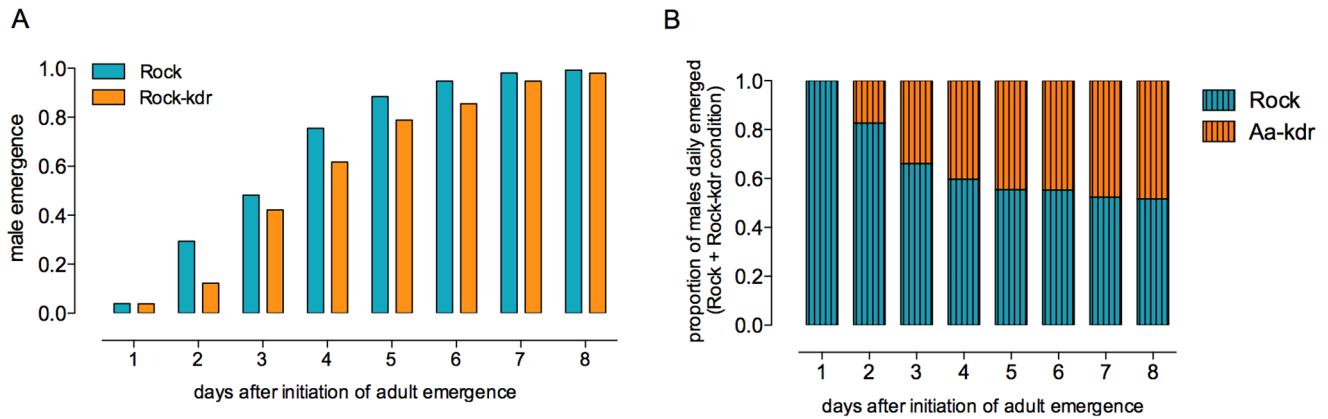 A
Rock
Rock-kdr
male emergence
1.0
0.8
0.6
0.4
0.2
0.0
1 2 3 4 5 6 7 8
days after initiation of adult emergence
B
proportion of males daily emerged
(Rock + Rock-kdr condition)
1.0
0.8
0.6
0.4
0.2
0.0
1 2 3 4 5 6 7 8
days after initiation of adult emergence
Rock
Aa-kdr